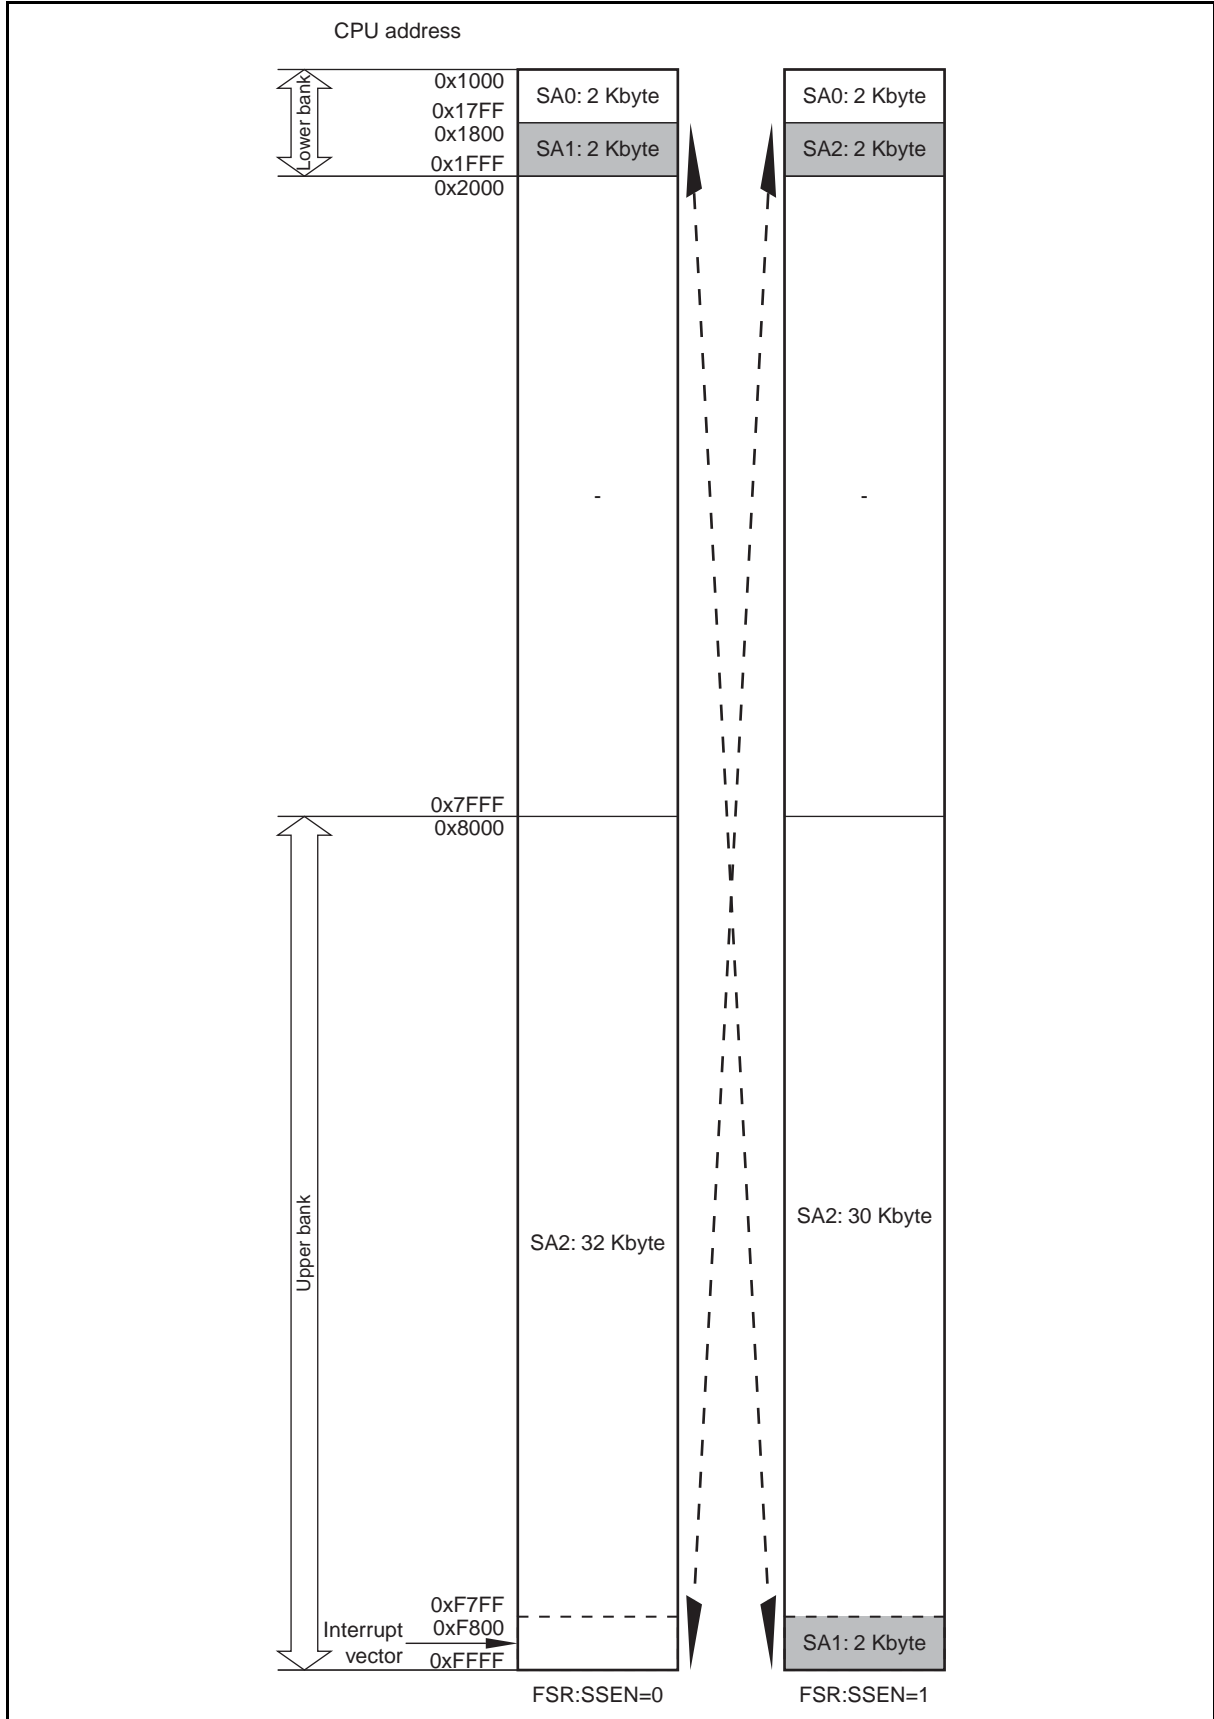 CPU address
Lower bank
0x1000
0x17FF
0x1800
0x1FFF
0x2000
SA0: 2 Kbyte
SA1: 2 Kbyte
SA0: 2 Kbyte
SA2: 2 Kbyte
-
-
0x7FFF
0x8000
Upper bank
SA2: 32 Kbyte
SA2: 30 Kbyte
0xF7FF
0xF800
0xFFFF
Interrupt
vector
SA1: 2 Kbyte
FSR:SSEN=0
FSR:SSEN=1